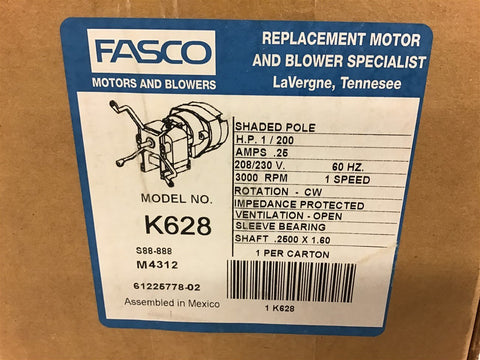 FASCO
MOTORS AND BLOWERS
REPLACEMENT MOTOR
AND BLOWER SPECIALIST
LaVergne, Tennessee
SHADED POLE
H.P. 1 / 200
AMPS .25
208/230 V. 60 HZ.
3000 RPM 1 SPEED
ROTATION - CW
IMPEDANCE PROTECTED
VENTILATION - OPEN
SLEEVE BEARING
SHAFT .2500 X 1.60
MODEL NO.
K628
S88-888
M4312
61225778-02
Assembled in Mexico
1 PER CARTON
1 K628